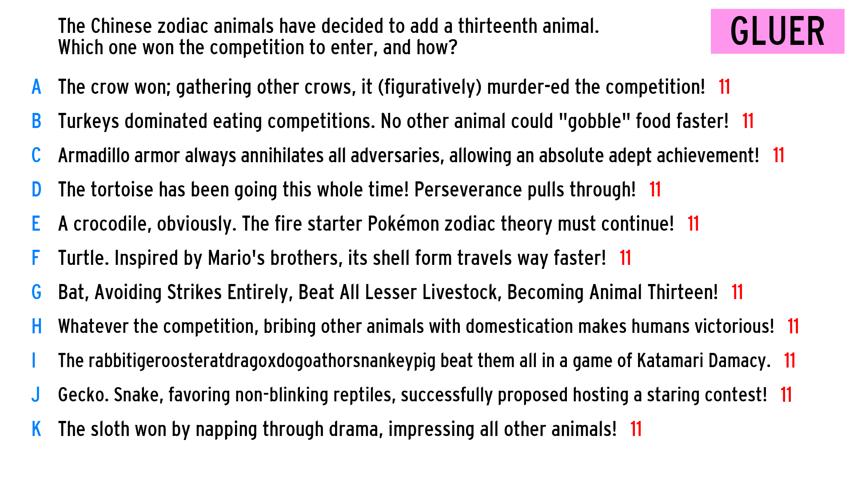 The Chinese zodiac animals have decided to add a thirteenth animal.
Which one won the competition to enter, and how?
GLUER
A The crow won; gathering other crows, it (figuratively) murder-ed the competition! 11
B Turkeys dominated eating competitions. No other animal could "gobble" food faster! 11
C Armadillo armor always annihilates all adversaries, allowing an absolute adept achievement! 11
D The tortoise has been going this whole time! Perseverance pulls through! 11
E A crocodile, obviously. The fire starter Pokémon zodiac theory must continue! 11
F Turtle. Inspired by Mario's brothers, its shell form travels way faster! 11
G Bat, Avoiding Strikes Entirely, Beat All Lesser Livestock, Becoming Animal Thirteen! 11
H Whatever the competition, bribing other animals with domestication makes humans victorious! 11
I The rabbitigeroosteratdragoxdogoathorsnankeypig beat them all in a game of Katamari Damacy. 11
J Gecko. Snake, favoring non-blinking reptiles, successfully proposed hosting a staring contest! 11
K The sloth won by napping through drama, impressing all other animals! 11